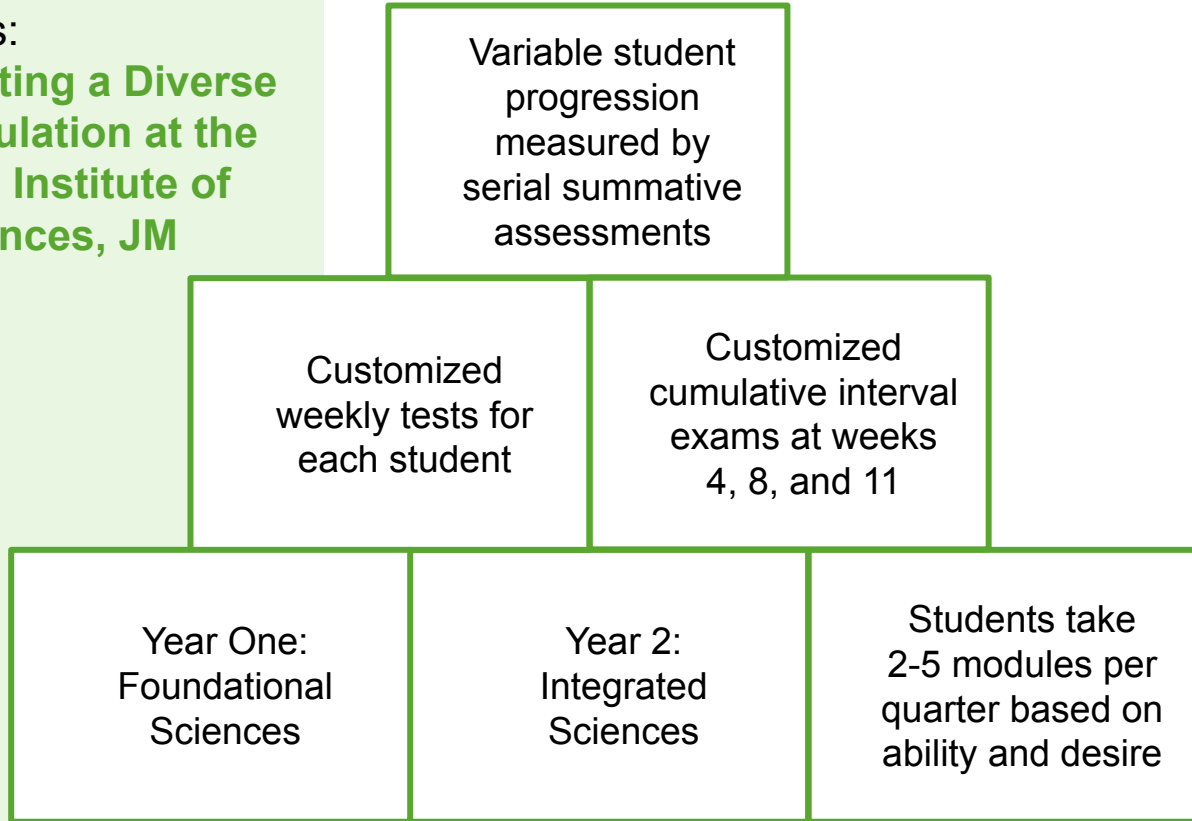 s:
ting a Diverse
ulation at the
Institute of
nces, JM
Variable student
progression
measured by
serial summative
assessments
Customized
weekly tests for
each student
Customized
cumulative interval
exams at weeks
4, 8, and 11
Year One:
Foundational
Sciences
Year 2:
Integrated
Sciences
Students take
2-5 modules per
quarter based on
ability and desire